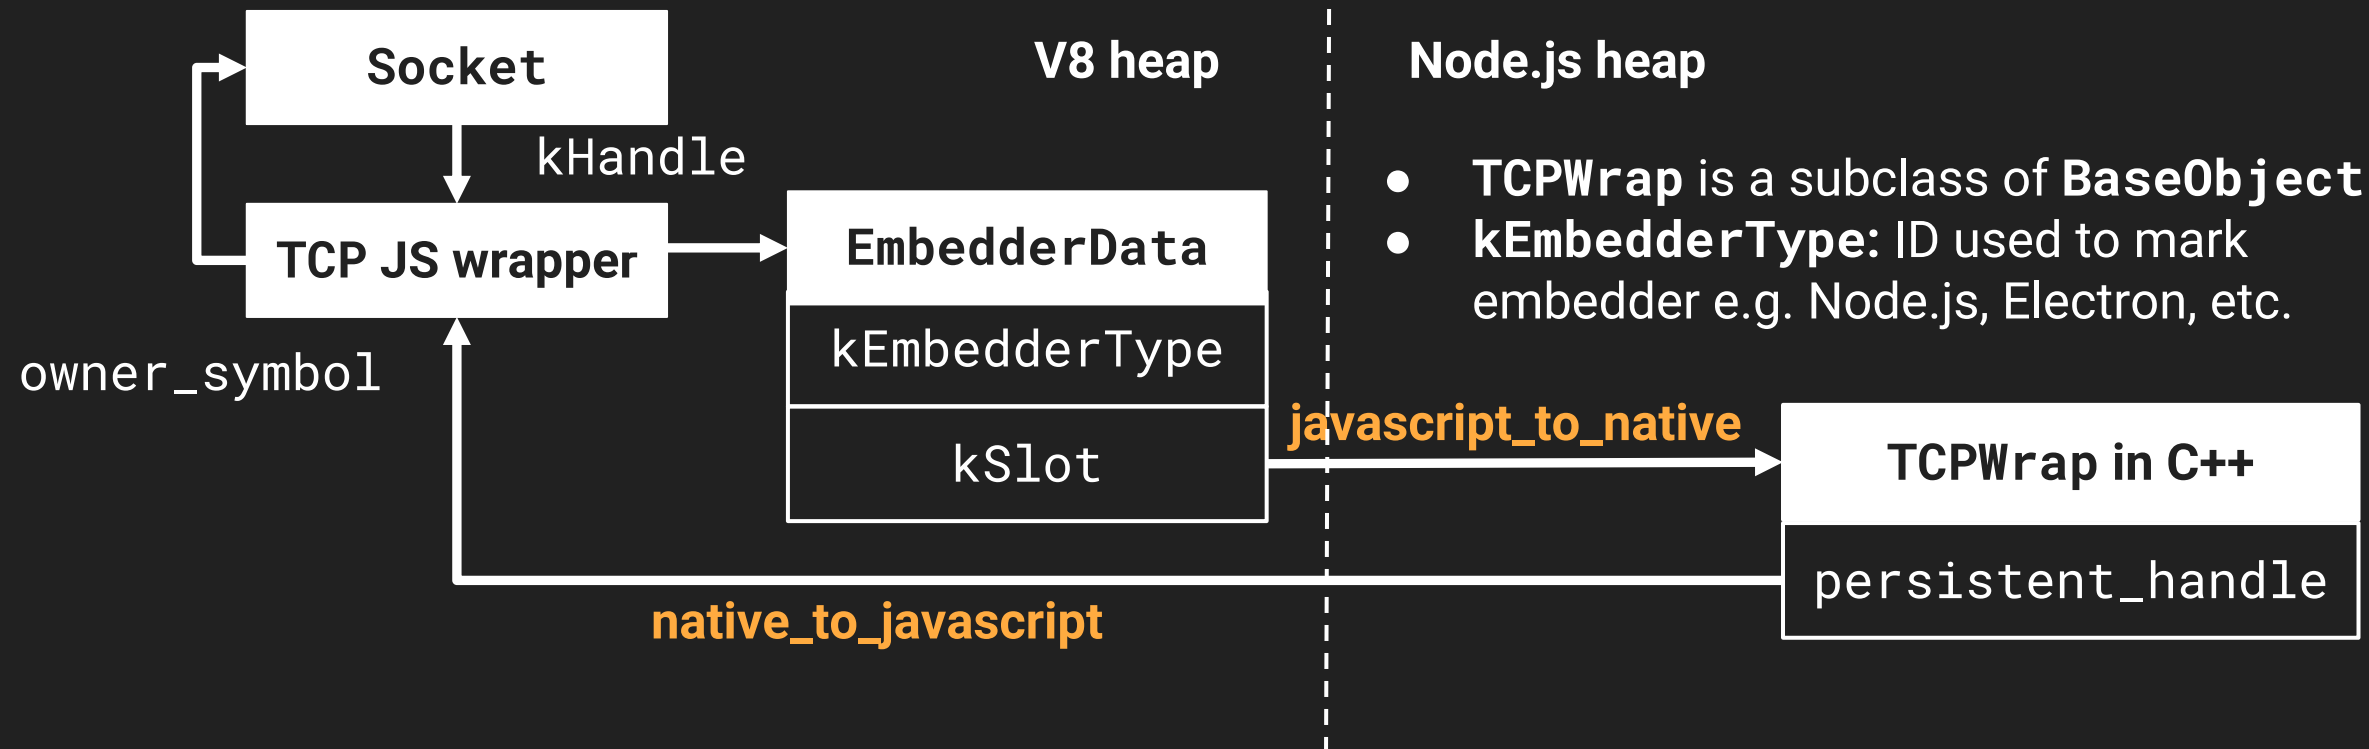 Socket
V8 heap
Node.js heap
kHandle
● TCPWrap is a subclass of BaseObject
● kEmbedderType: ID used to mark
embedder e.g. Node.js, Electron, etc.
TCP JS wrapper
EmbedderData
kEmbedderType
owner_symbol
javascript_to_native
kSlot
TCPWrap in C++
persistent_handle
native_to_javascript